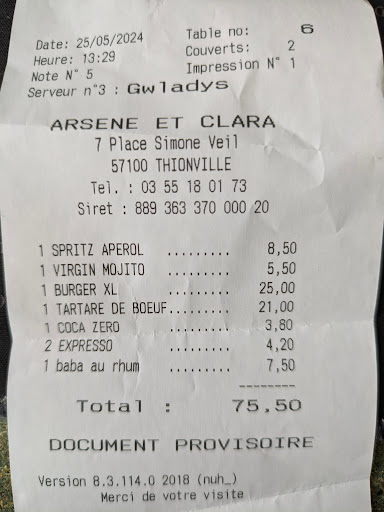 Date: 25/05/2024 Table no: 6
Heure: 13:29 Couverts: 2
Note N° 5 Impression N° 1
Serveur n°3 : Gwladys
ARSENE ET CLARA
7 Place Simone Veil
57100 THIONVILLE
Tel. : 03 55 18 01 73
Siret : 889 363 370 000 20
1 SPRITZ APEROL ......... 8,50
1 VIRGIN MOJITO ......... 5,50
1 BURGER XL ......... 25,00
1 TARTARE DE BOEUF......... 21,00
1 COCA ZERO ......... 3,80
2 EXPRESSO ......... 4,20
1 baba au rhum ......... 7,50
--------
Total : 75,50
DOCUMENT PROVISOIRE
Version 8.3.114.0 2018 (nuh_)
Merci de votre visite